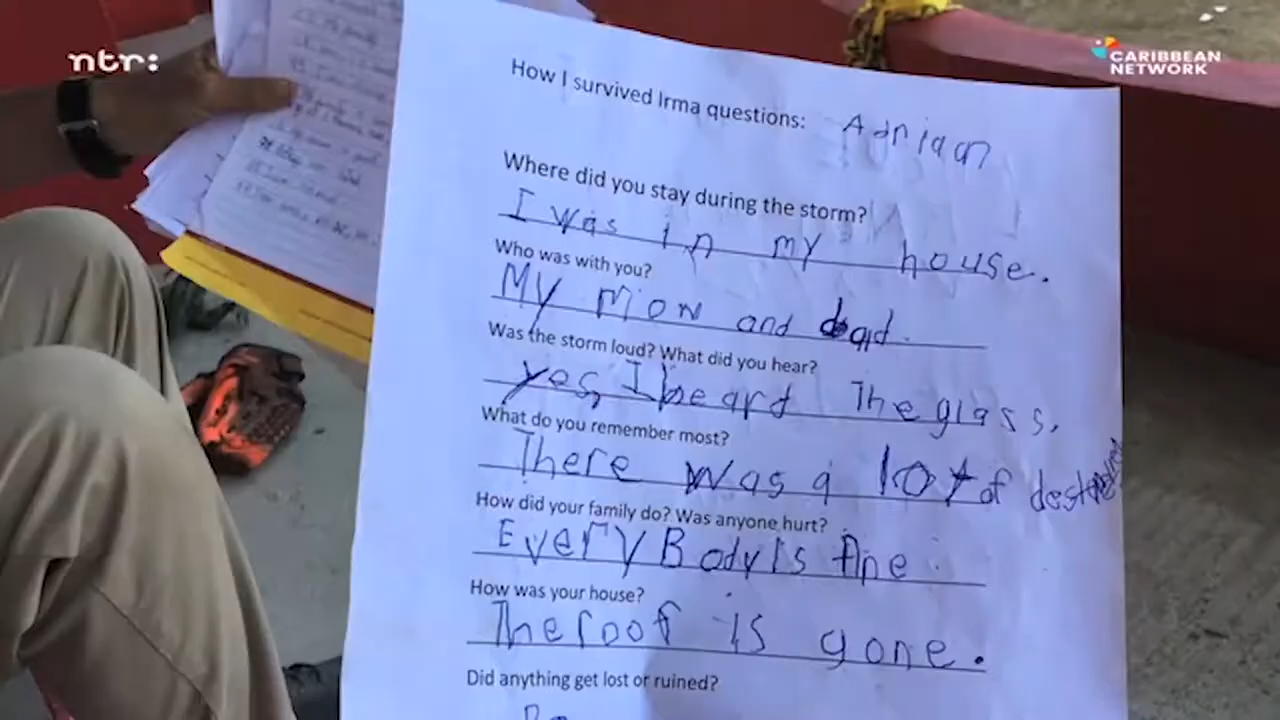 ntr:
CARIBBEAN
NETWORK
How I survived Irma questions: Adrian
Where did you stay during the storm?
I was in my house.
Who was with you?
My mom and dad.
Was the storm loud? What did you hear?
Yes, I heard The glass.
What do you remember most?
There was a lot of
How did your family do? Was anyone hurt?
EveryBody is fine.
How was your house?
The roof is gone.
Did anything get lost or ruined?